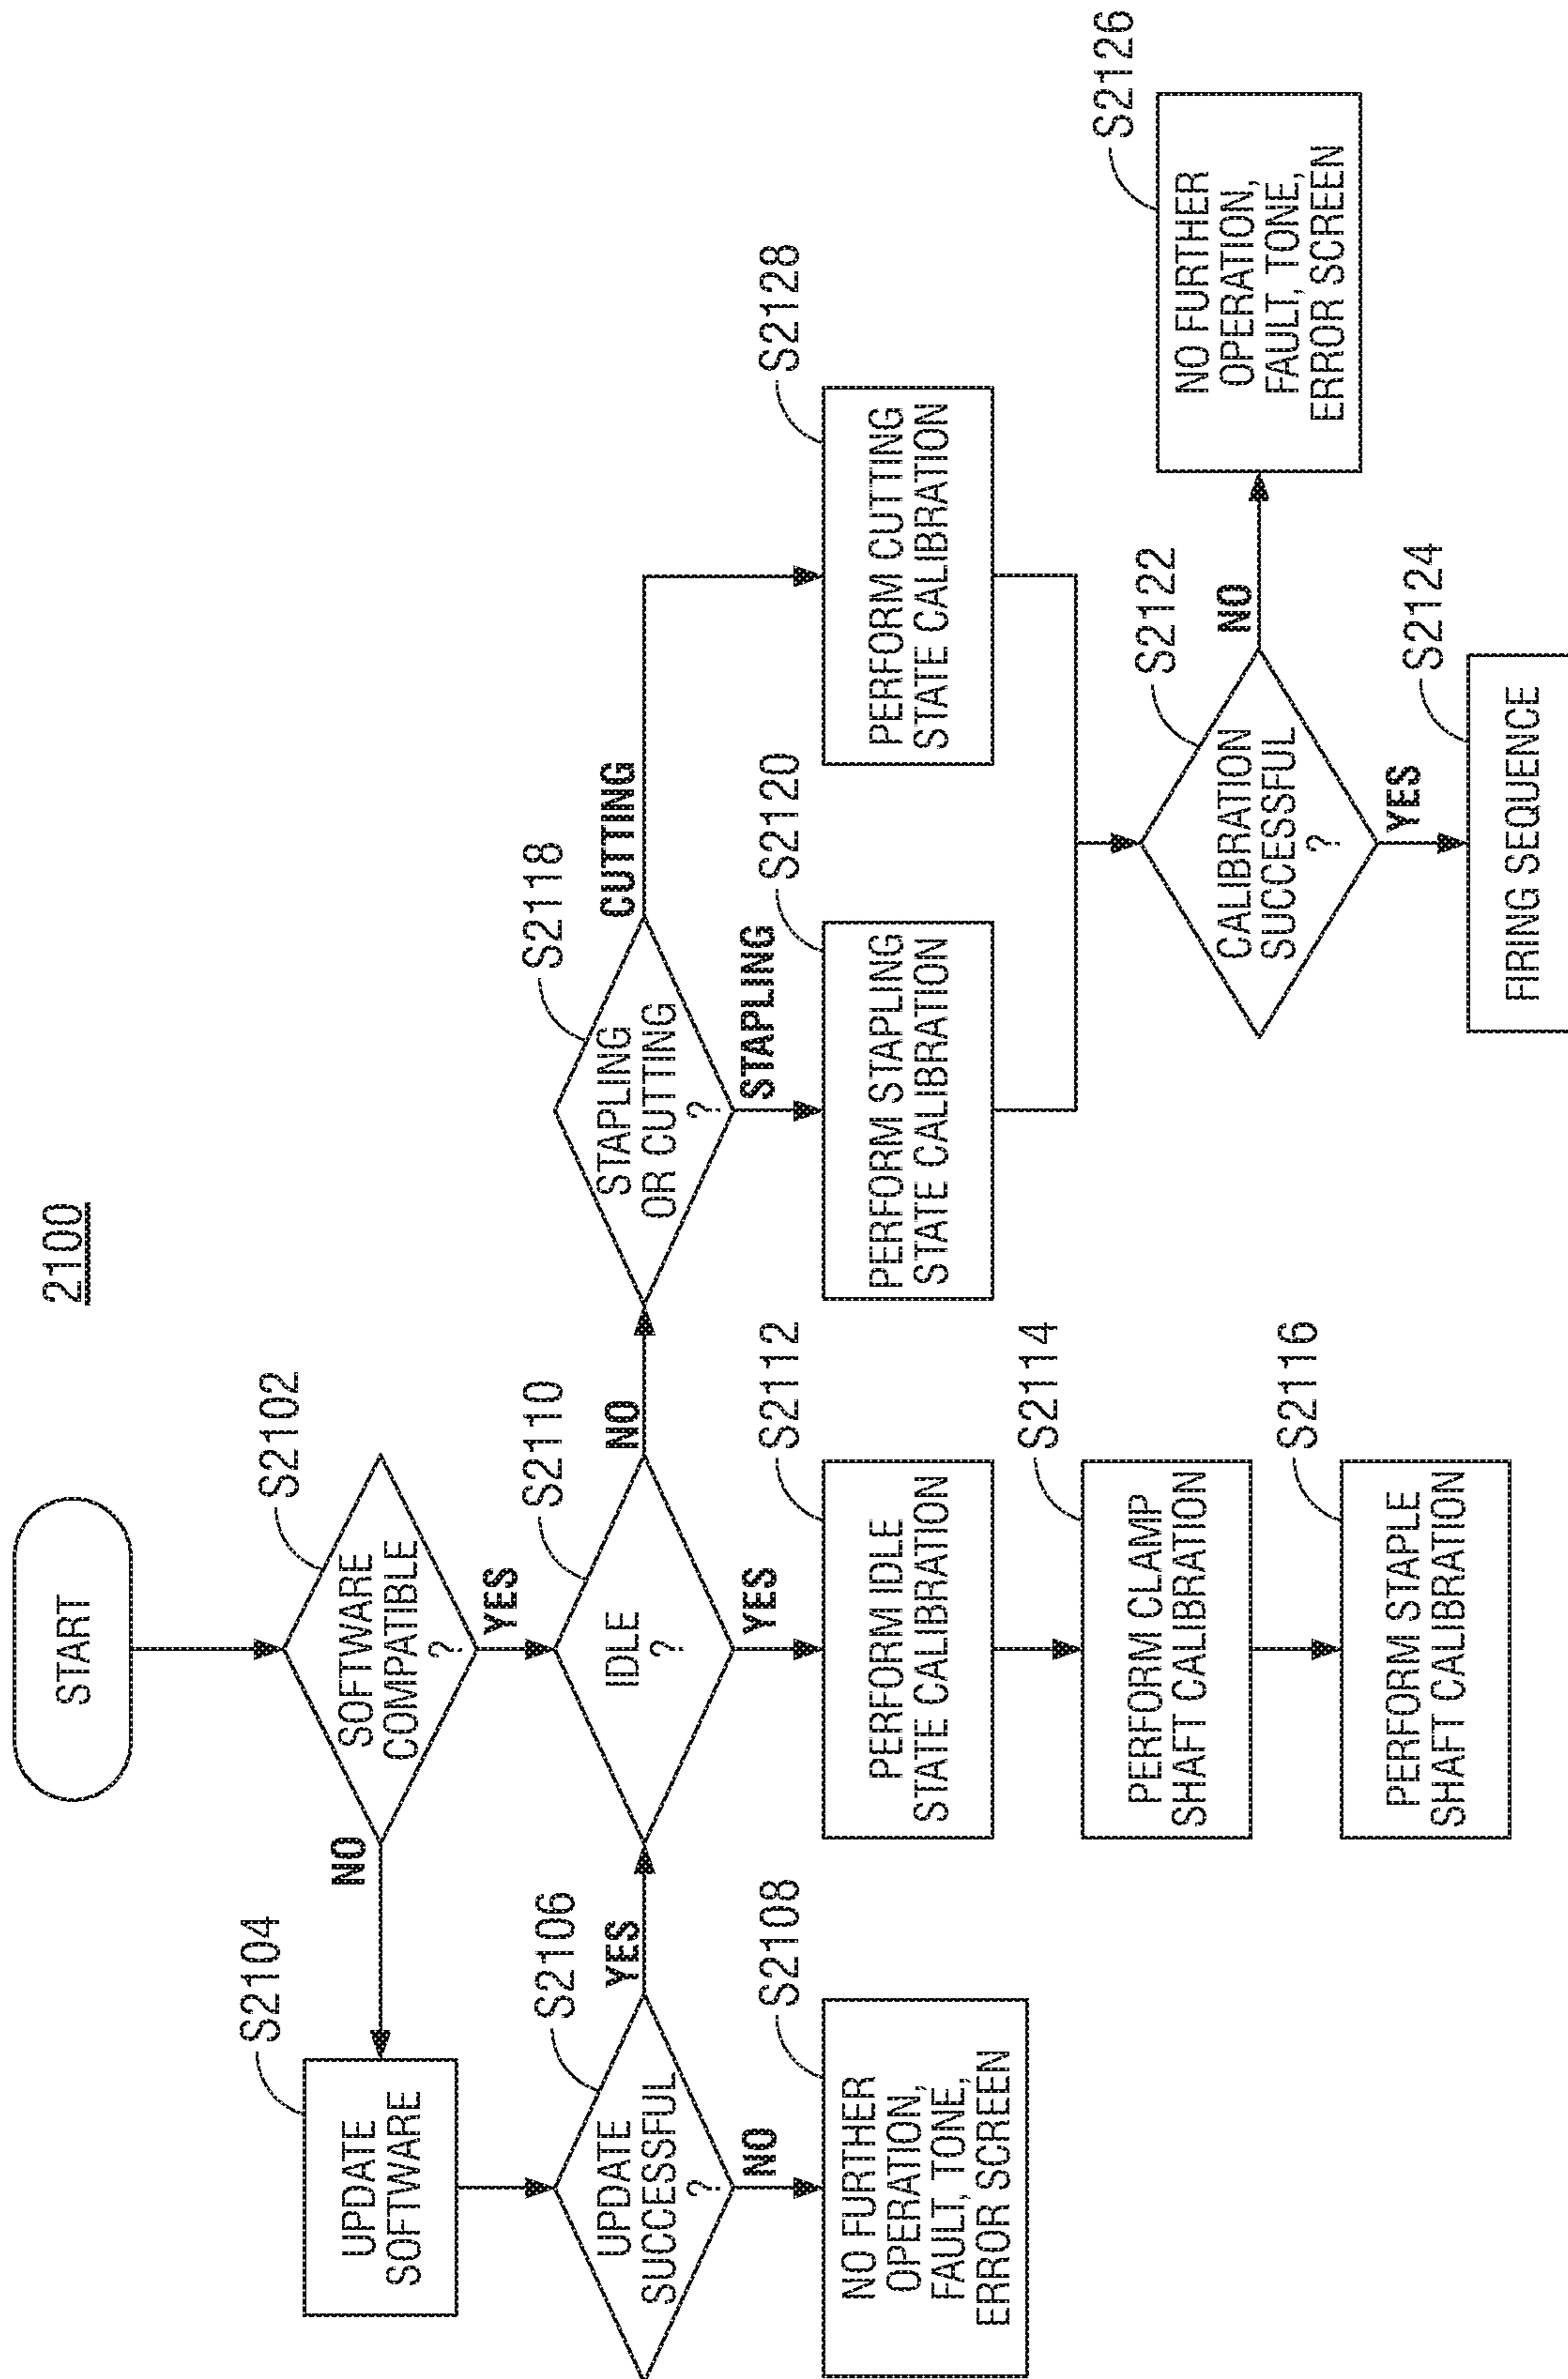 2100
START
S2102
SOFTWARE
COMPATIBLE
?
NO
YES
S2104
UPDATE
SOFTWARE
S2106
UPDATE
SUCCESSFUL
?
YES
NO
S2108
NO FURTHER
OPERATION,
FAULT, TONE,
ERROR SCREEN
S2110
IDLE
?
NO
YES
S2112
PERFORM IDLE
STATE CALIBRATION
S2114
PERFORM CLAMP
SHAFT CALIBRATION
S2116
PERFORM STAPLE
SHAFT CALIBRATION
S2118
STAPLING
OR CUTTING
?
CUTTING
STAPLING
S2120
PERFORM STAPLING
STATE CALIBRATION
S2128
PERFORM CUTTING
STATE CALIBRATION
S2122
CALIBRATION
SUCCESSFUL
?
NO
YES
S2126
NO FURTHER
OPERATION,
FAULT, TONE,
ERROR SCREEN
S2124
FIRING SEQUENCE